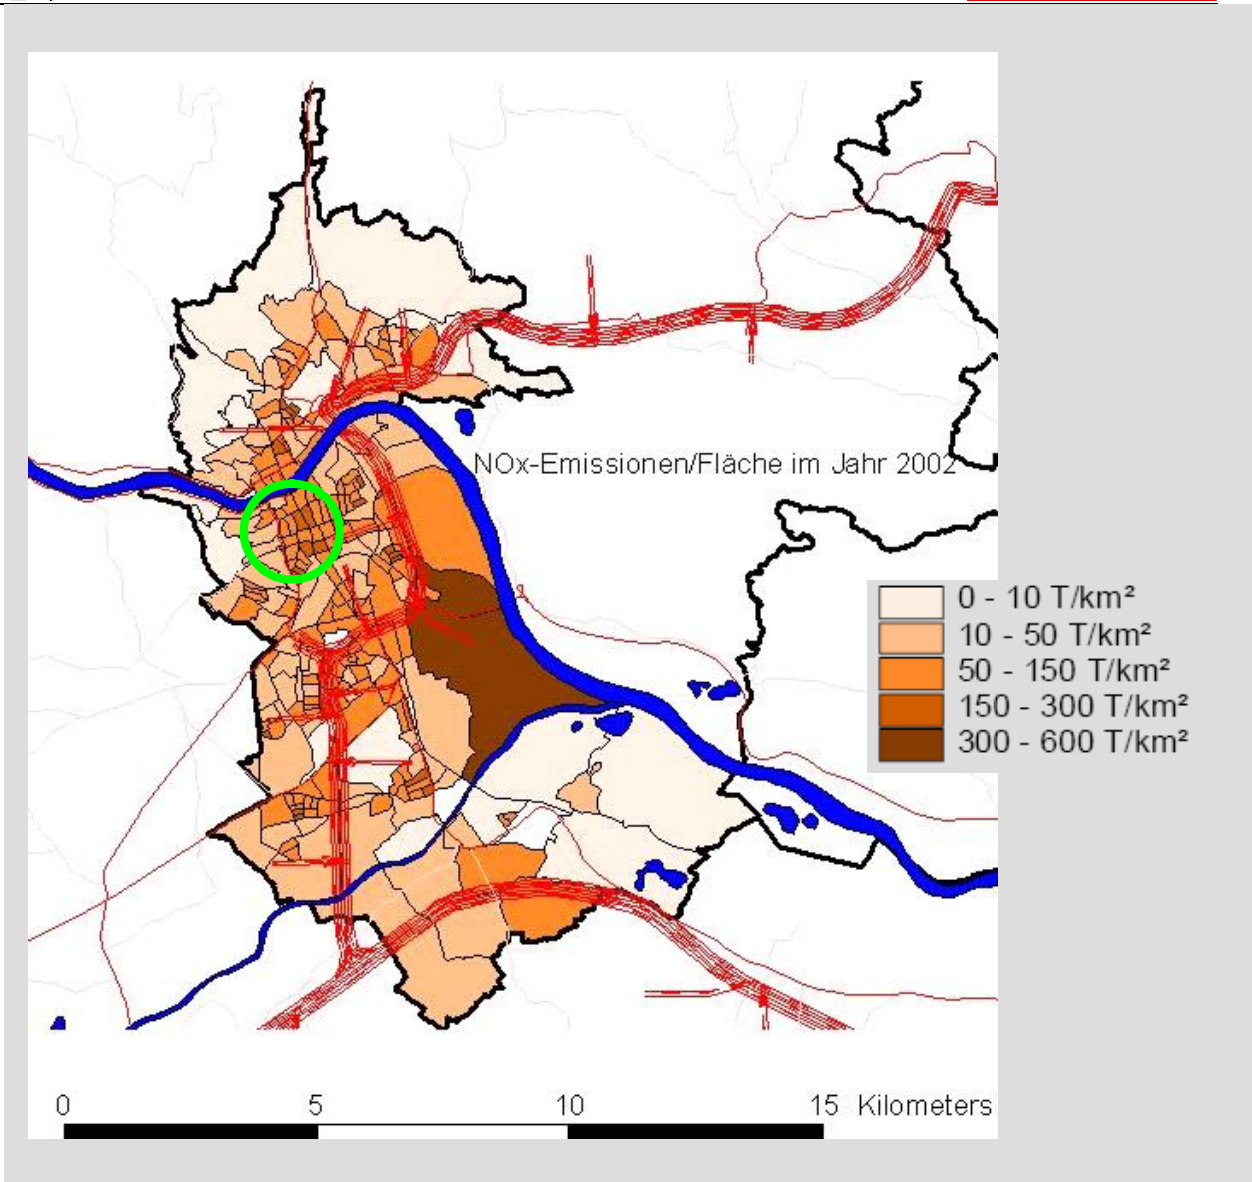 NOx-Emissionen/Fläche im Jahr 2002
0 - 10 T/km²
10 - 50 T/km²
50 - 150 T/km²
150 - 300 T/km²
300 - 600 T/km²
0 5 10 15 Kilometers